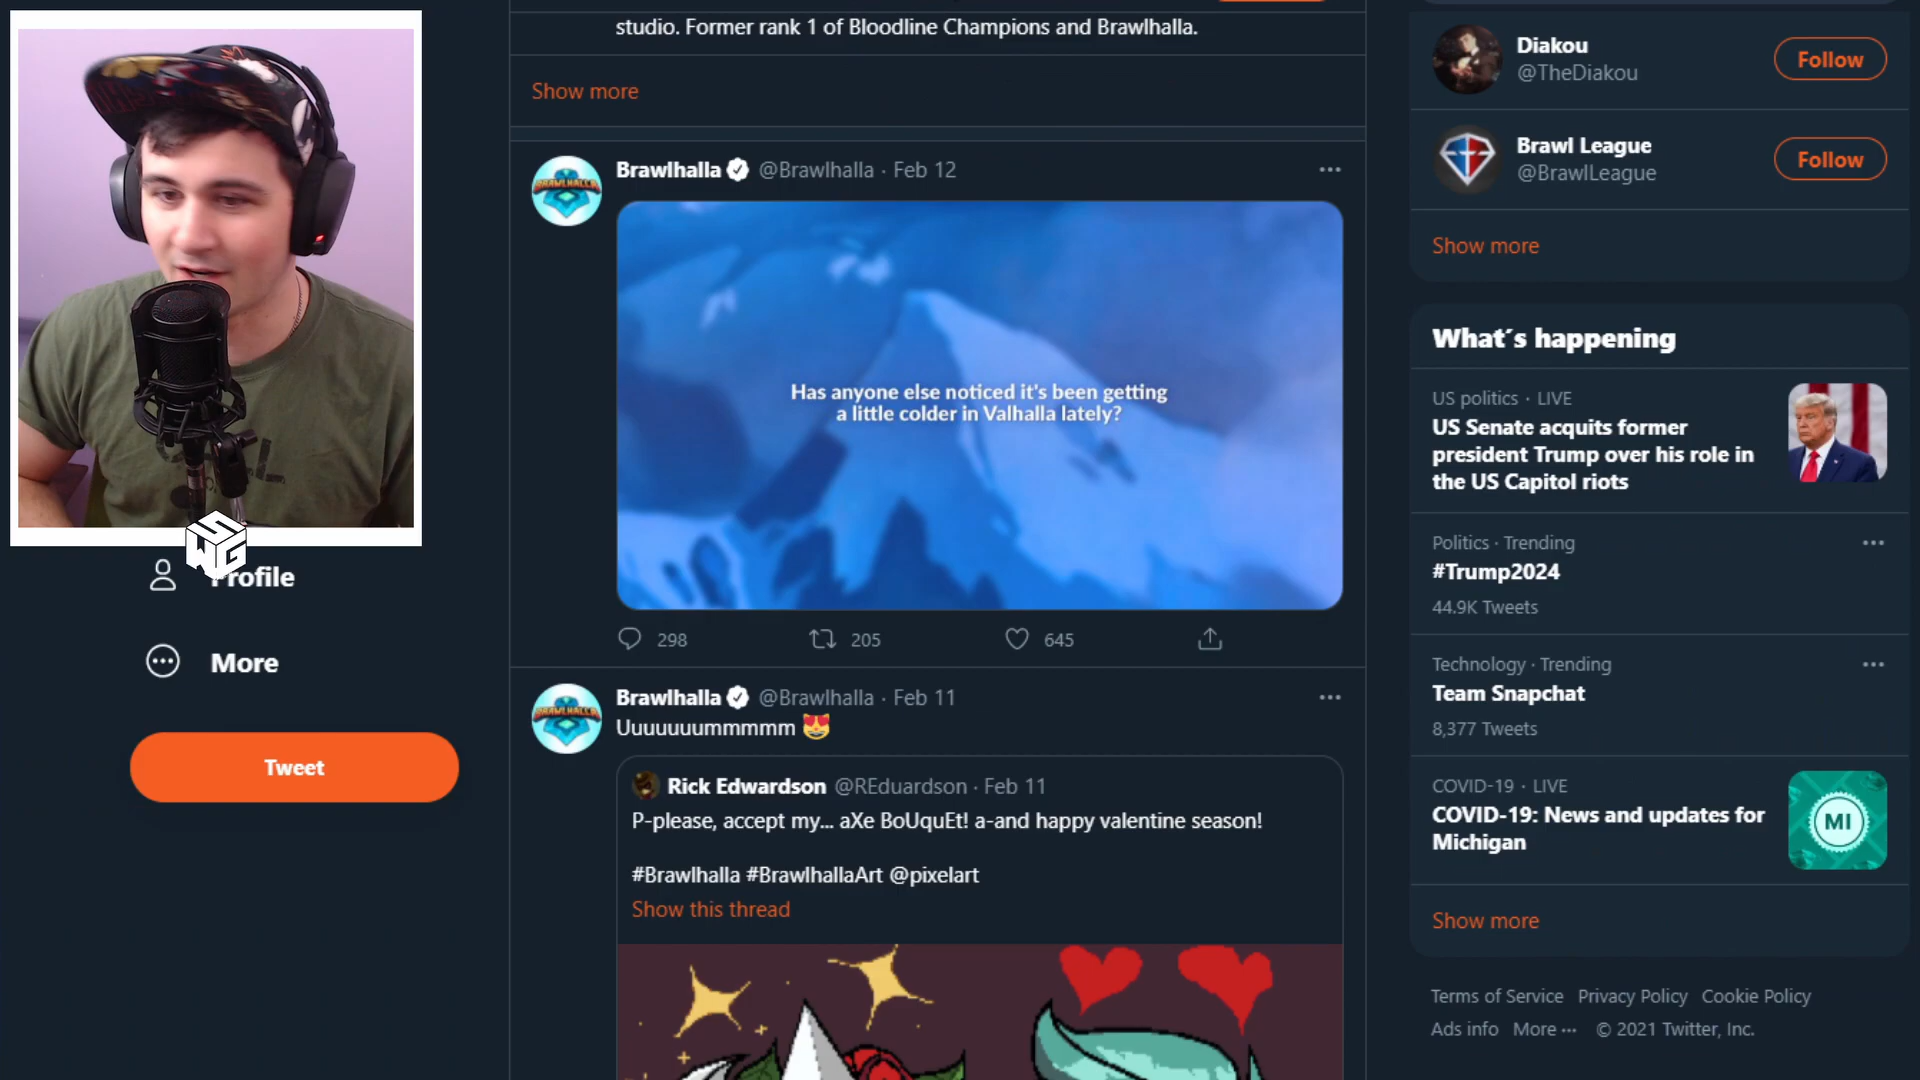 studio. Former rank 1 of Bloodline Champions and Brawlhalla.
Show more
Brawlhalla @Brawlhalla · Feb 12
Has anyone else noticed it's been getting
a little colder in Valhalla lately?
298 205 645
Brawlhalla @Brawlhalla · Feb 11
Uuuuuuummmmm
Rick Edwardson @REduardson · Feb 11
P-please, accept my... aXe BoUquEt! a-and happy valentine season!
#Brawlhalla #BrawlhallaArt @pixelart
Show this thread
SWG
Profile
More
Tweet
Diakou
@TheDiakou
Follow
Brawl League
@BrawlLeague
Follow
Show more
What´s happening
US politics · LIVE
US Senate acquits former
president Trump over his role in
the US Capitol riots
Politics · Trending
#Trump2024
44.9K Tweets
Technology · Trending
Team Snapchat
8,377 Tweets
COVID-19 · LIVE
COVID-19: News and updates for
Michigan
MI
Show more
Terms of Service Privacy Policy Cookie Policy
Ads info More ··· © 2021 Twitter, Inc.